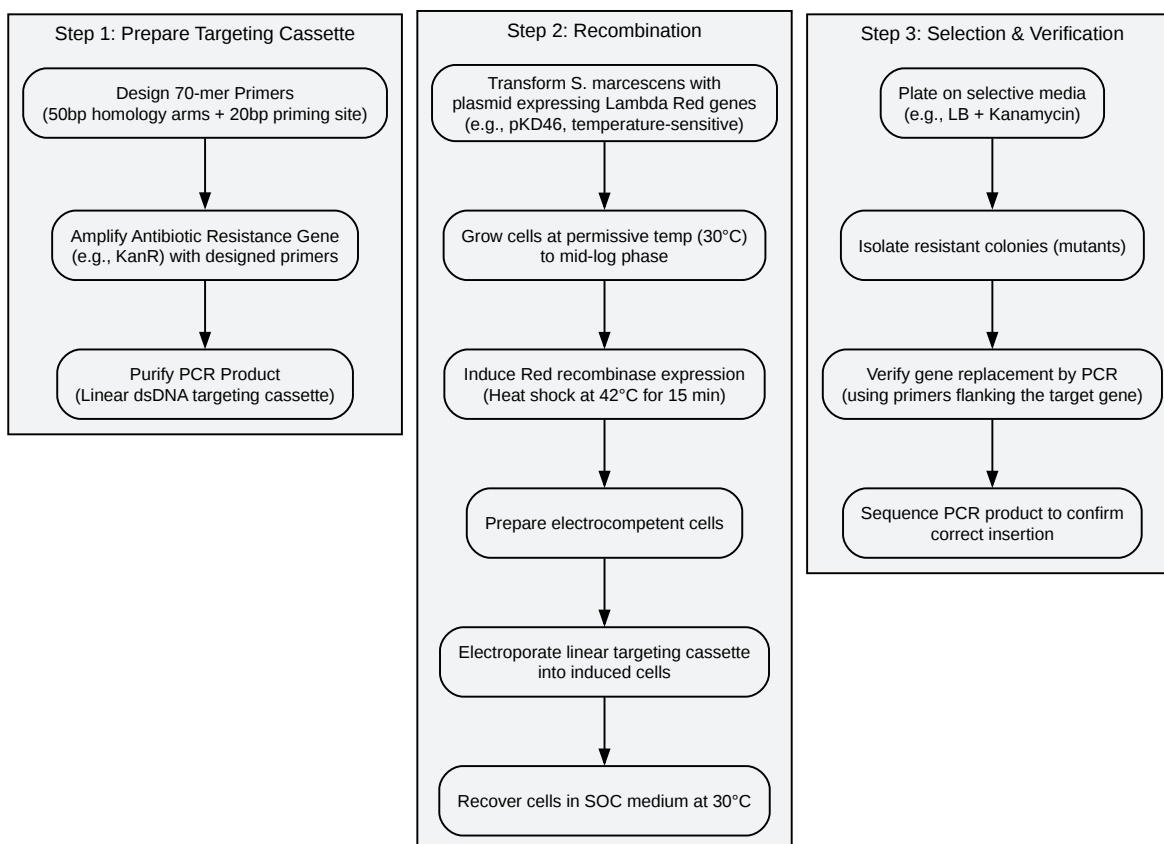 Step 1: Prepare Targeting Cassette
Design 70-mer Primers
(50bp homology arms + 20bp priming site)
Amplify Antibiotic Resistance Gene
(e.g., KanR) with designed primers
Purify PCR Product
(Linear dsDNA targeting cassette)
Step 2: Recombination
Transform S. marcescens with
plasmid expressing Lambda Red genes
(e.g., pKD46, temperature-sensitive)
Grow cells at permissive temp (30°C)
to mid-log phase
Induce Red recombinase expression
(Heat shock at 42°C for 15 min)
Prepare electrocompetent cells
Electroporate linear targeting cassette
into induced cells
Recover cells in SOC medium at 30°C
Step 3: Selection & Verification
Plate on selective media
(e.g., LB + Kanamycin)
Isolate resistant colonies (mutants)
Verify gene replacement by PCR
(using primers flanking the target gene)
Sequence PCR product to confirm
correct insertion